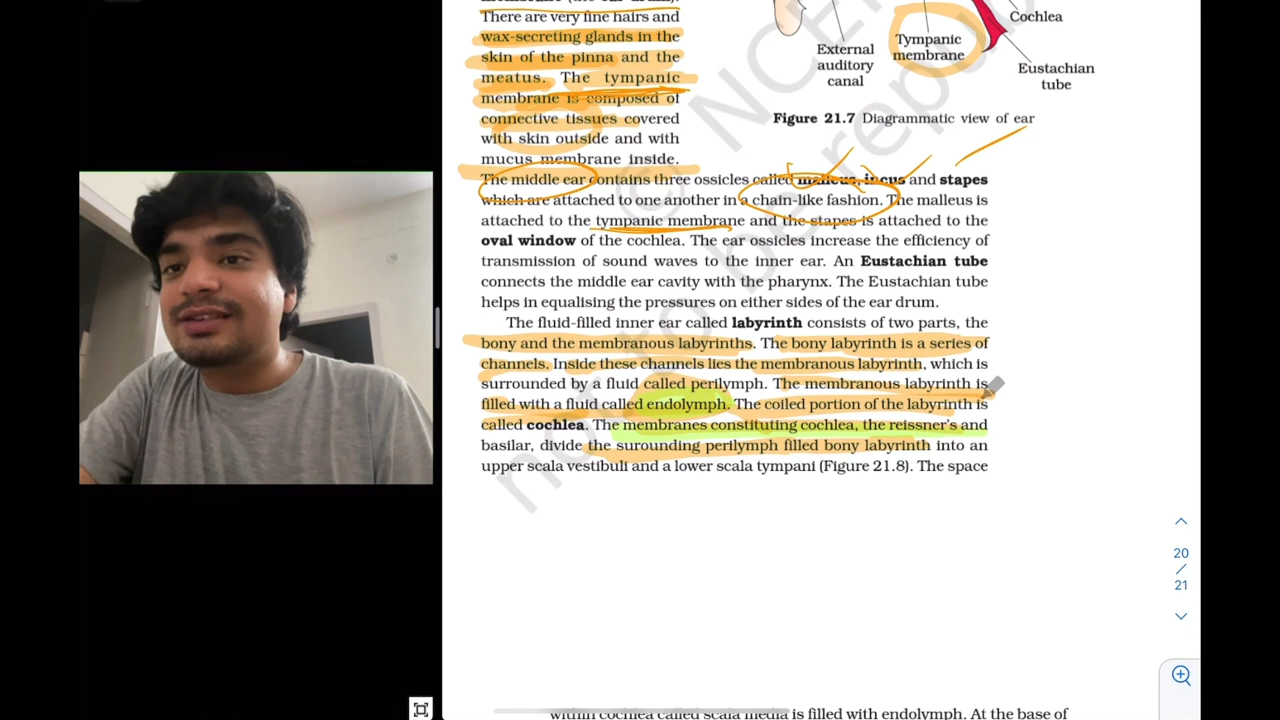 There are very fine hairs and
wax-secreting glands in the
skin of the pinna and the
meatus. The tympanic
membrane is composed of
connective tissues covered
with skin outside and with
mucus membrane inside.
External
auditory
canal
Tympanic
membrane
Cochlea
Eustachian
tube
Figure 21.7 Diagrammatic view of ear
The middle ear contains three ossicles called malleus, incus and stapes
which are attached to one another in a chain-like fashion. The malleus is
attached to the tympanic membrane and the stapes is attached to the
oval window of the cochlea. The ear ossicles increase the efficiency of
transmission of sound waves to the inner ear. An Eustachian tube
connects the middle ear cavity with the pharynx. The Eustachian tube
helps in equalising the pressures on either sides of the ear drum.
The fluid-filled inner ear called labyrinth consists of two parts, the
bony and the membranous labyrinths. The bony labyrinth is a series of
channels. Inside these channels lies the membranous labyrinth, which is
surrounded by a fluid called perilymph. The membranous labyrinth is
filled with a fluid called endolymph. The coiled portion of the labyrinth is
called cochlea. The membranes constituting cochlea, the reissner's and
basilar, divide the surounding perilymph filled bony labyrinth into an
upper scala vestibuli and a lower scala tympani (Figure 21.8). The space
within cochlea called scala media is filled with endolymph. At the base of
20
/
21
© NCE
not to be republ